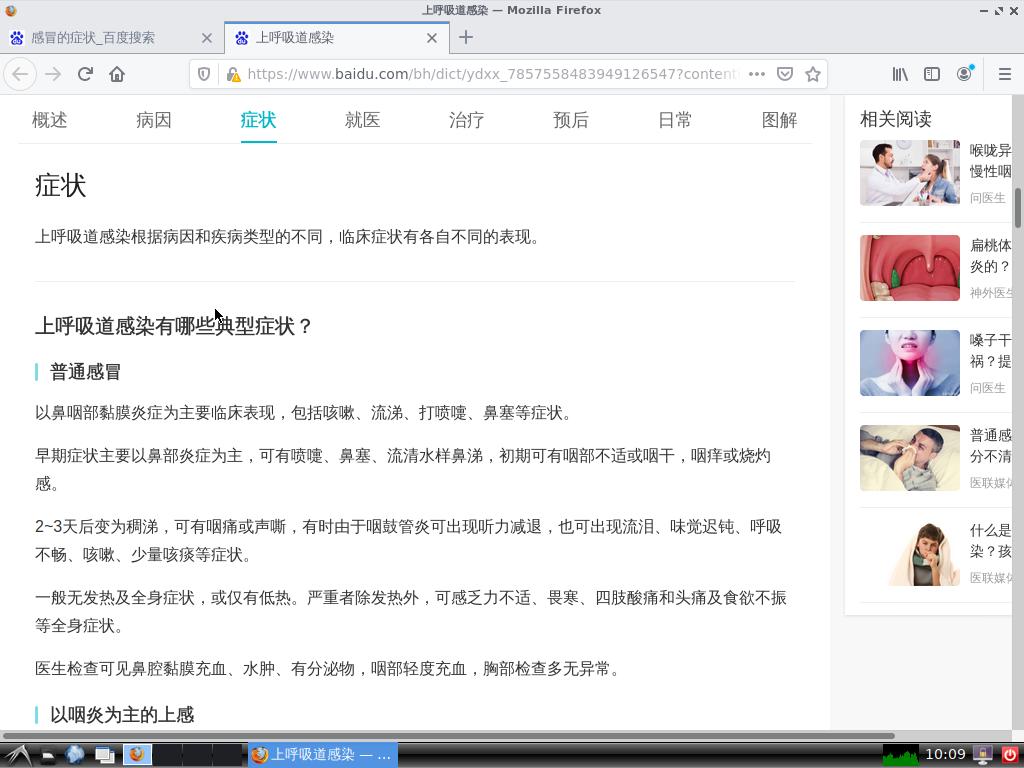 上呼吸道感染 — Mozilla Firefox
感冒的症状_百度搜索
上呼吸道感染
https://www.baidu.com/bh/dict/ydxx_7857558483949126547?content
概述 病因 症状 就医 治疗 预后 日常 图解
症状
上呼吸道感染根据病因和疾病类型的不同，临床症状有各自不同的表现。
上呼吸道感染有哪些典型症状？
普通感冒
以鼻咽部黏膜炎症为主要临床表现，包括咳嗽、流涕、打喷嚏、鼻塞等症状。
早期症状主要以鼻部炎症为主，可有喷嚏、鼻塞、流清水样鼻涕，初期可有咽部不适或咽干，咽痒或烧灼
感。
2~3天后变为稠涕，可有咽痛或声嘶，有时由于咽鼓管炎可出现听力减退，也可出现流泪、味觉迟钝、呼吸
不畅、咳嗽、少量咳痰等症状。
一般无发热及全身症状，或仅有低热。严重者除发热外，可感乏力不适、畏寒、四肢酸痛和头痛及食欲不振
等全身症状。
医生检查可见鼻腔黏膜充血、水肿、有分泌物，咽部轻度充血，胸部检查多无异常。
以咽炎为主的上感
相关阅读
喉咙异
慢性咽
问医生
扁桃体
炎的？
神外医生
嗓子干
祸？提
问医生
普通感
分不清
医联媒体
什么是
染？孩
医联媒体
上呼吸道感染 — ...
10:09